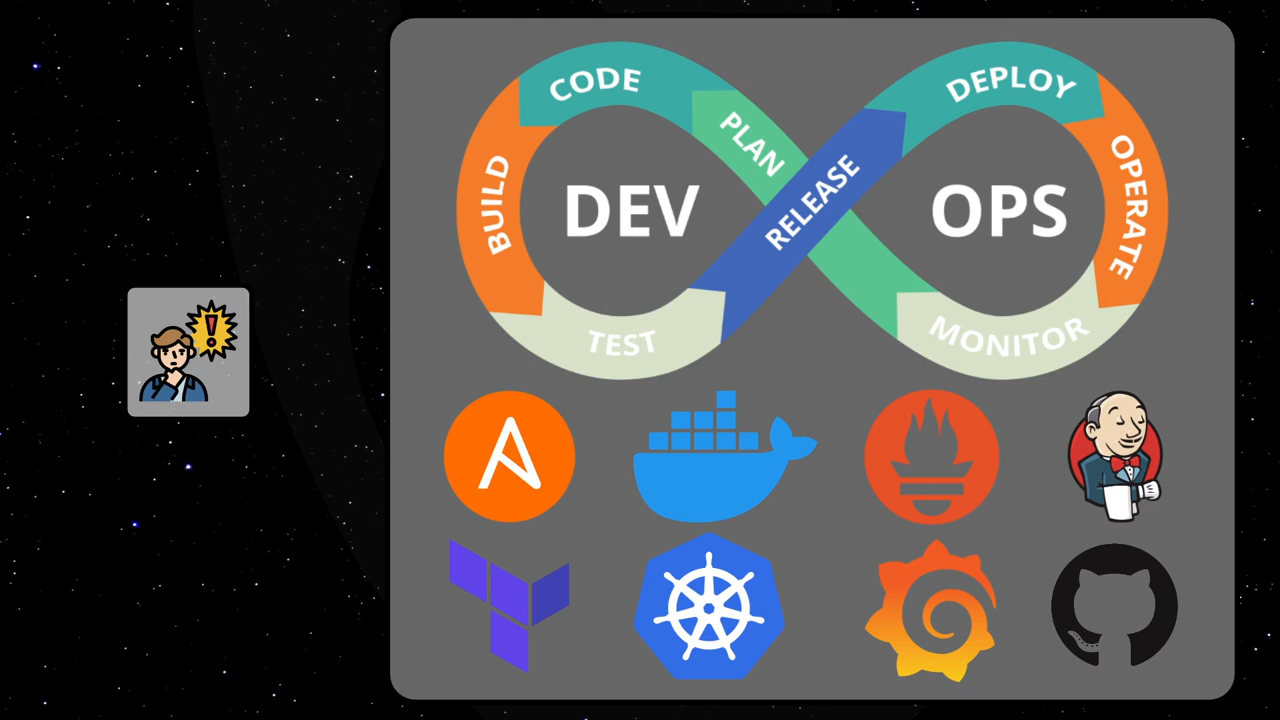 CODE
PLAN
BUILD
DEV
TEST
RELEASE
DEPLOY
OPERATE
OPS
MONITOR